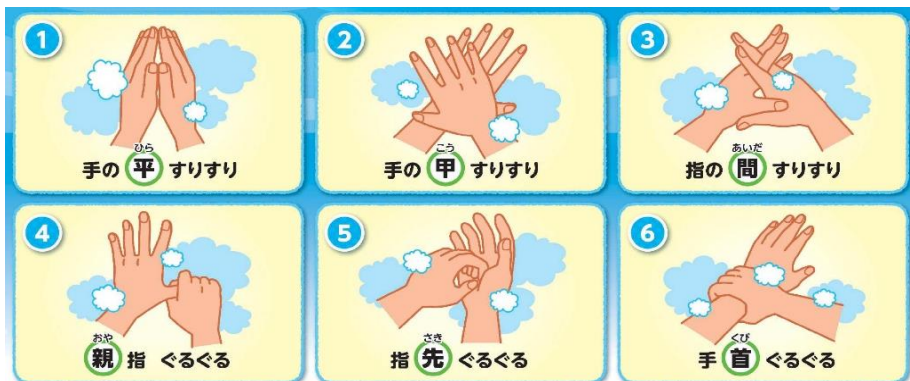 1
ひら
手の平 すりすり
2
こう
手の甲 すりすり
3
あいだ
指の間 すりすり
4
おや
親指 ぐるぐる
5
さき
指先 ぐるぐる
6
くび
手首 ぐるぐる